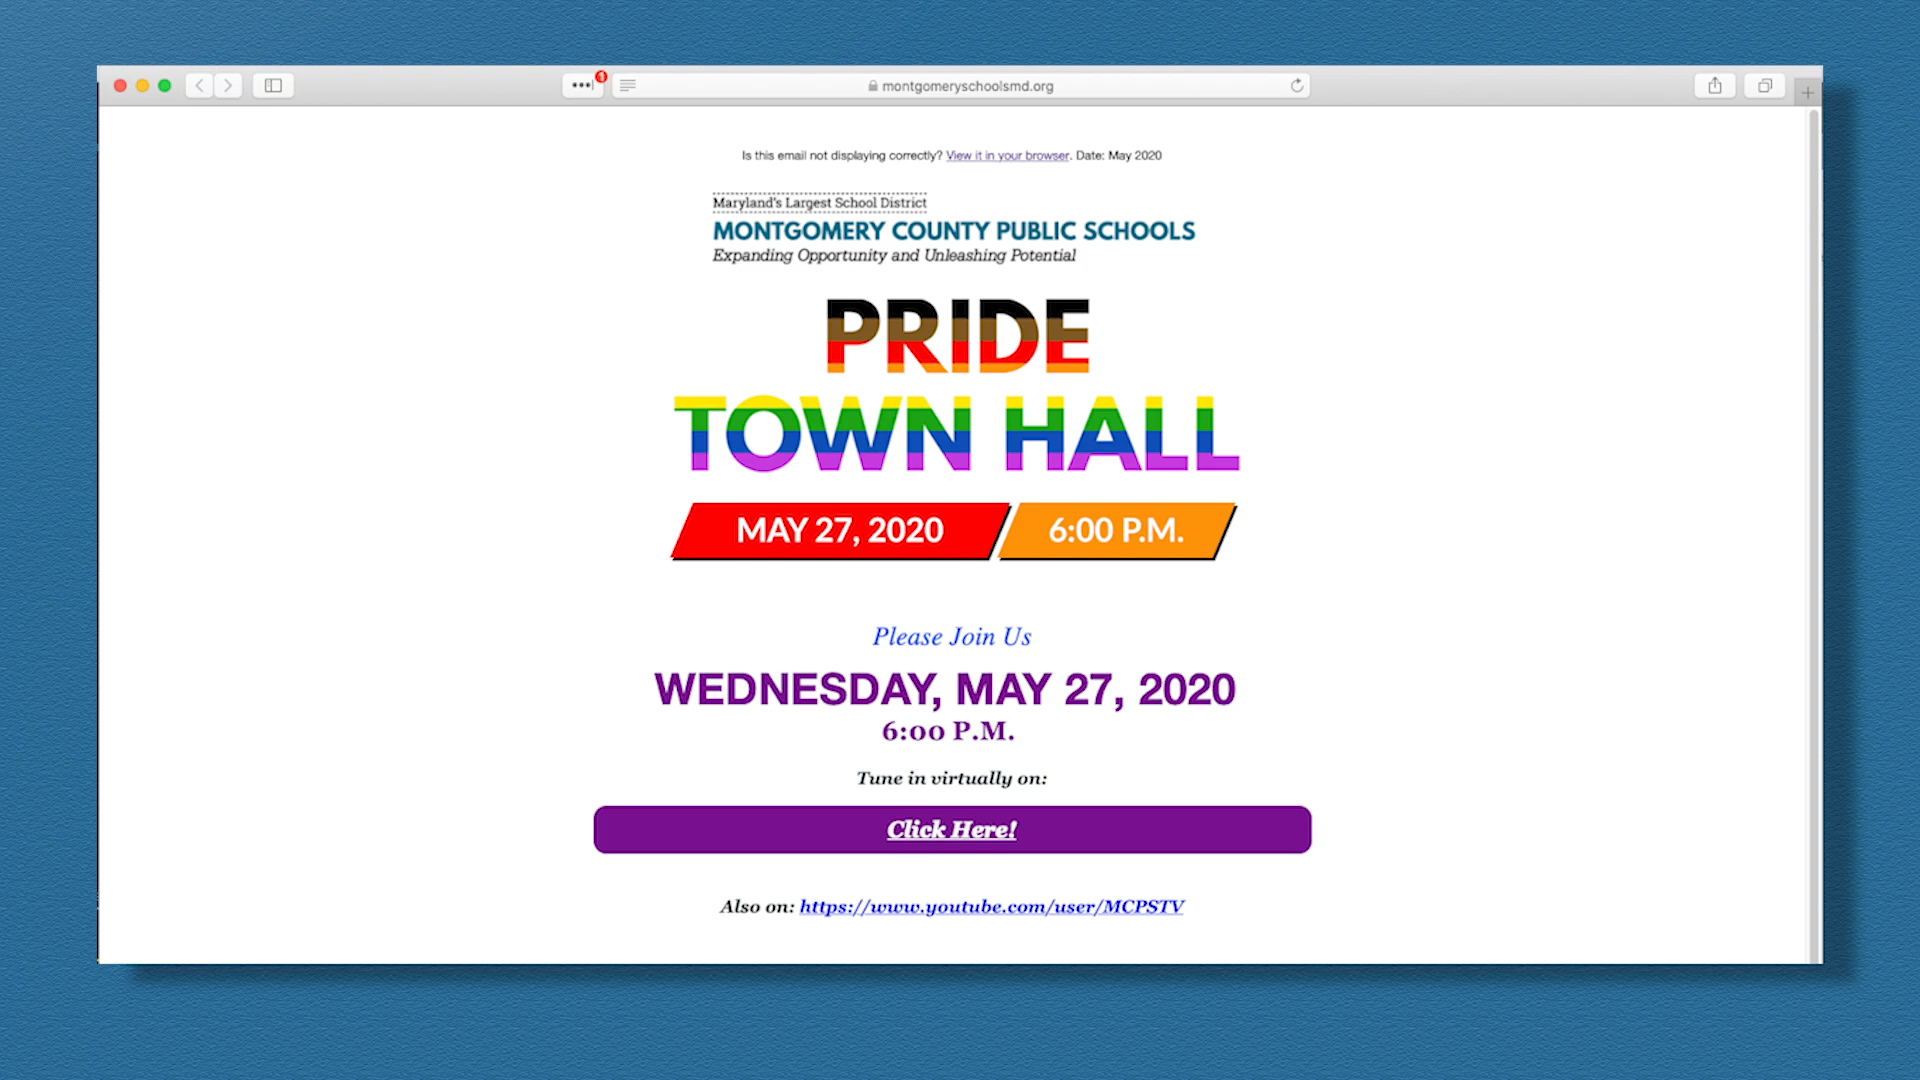 montgomeryschoolsmd.org
1
Is this email not displaying correctly? View it in your browser. Date: May 2020
Maryland's Largest School District
MONTGOMERY COUNTY PUBLIC SCHOOLS
Expanding Opportunity and Unleashing Potential
PRIDE
TOWN HALL
MAY 27, 2020 6:00 P.M.
Please Join Us
WEDNESDAY, MAY 27, 2020
6:00 P.M.
Tune in virtually on:
Click Here!
Also on: https://www.youtube.com/user/MCPSTV